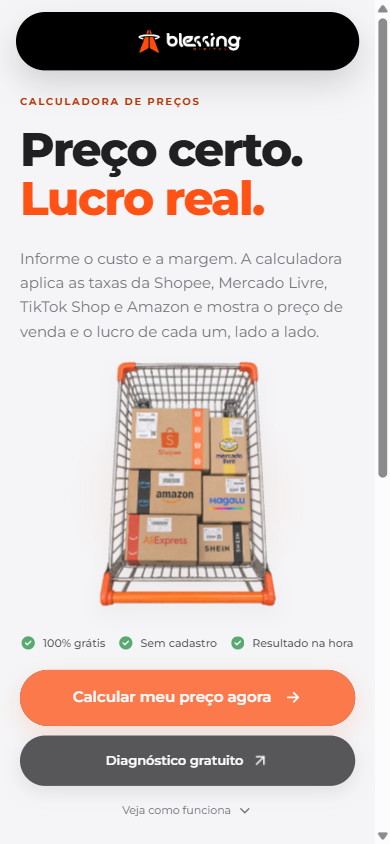 blessing
CALCULADORA DE PREÇOS
Preço certo.
Lucro real.
Informe o custo e a margem. A calculadora
aplica as taxas da Shopee, Mercado Livre,
TikTok Shop e Amazon e mostra o preço de
venda e o lucro de cada um, lado a lado.
Shopee
mercado
livre
amazon
Magalu
AliExpress
SHEIN
100% grátis
Sem cadastro
Resultado na hora
Calcular meu preço agora
Diagnóstico gratuito
Veja como funciona